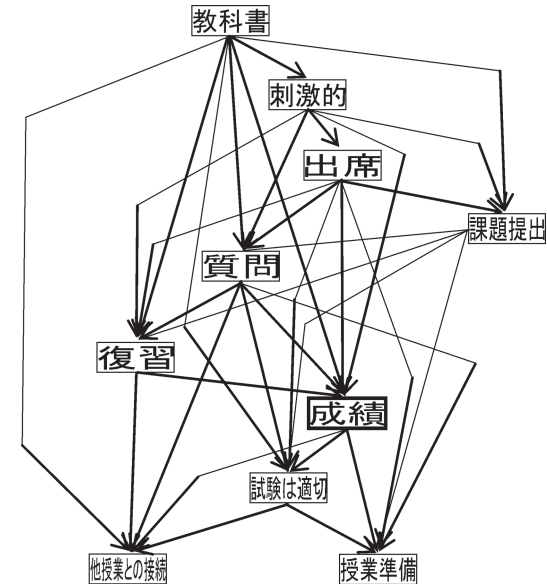 教科書
刺激的
出席
課題提出
質問
復習
成績
試験は適切
他授業との接続
授業準備